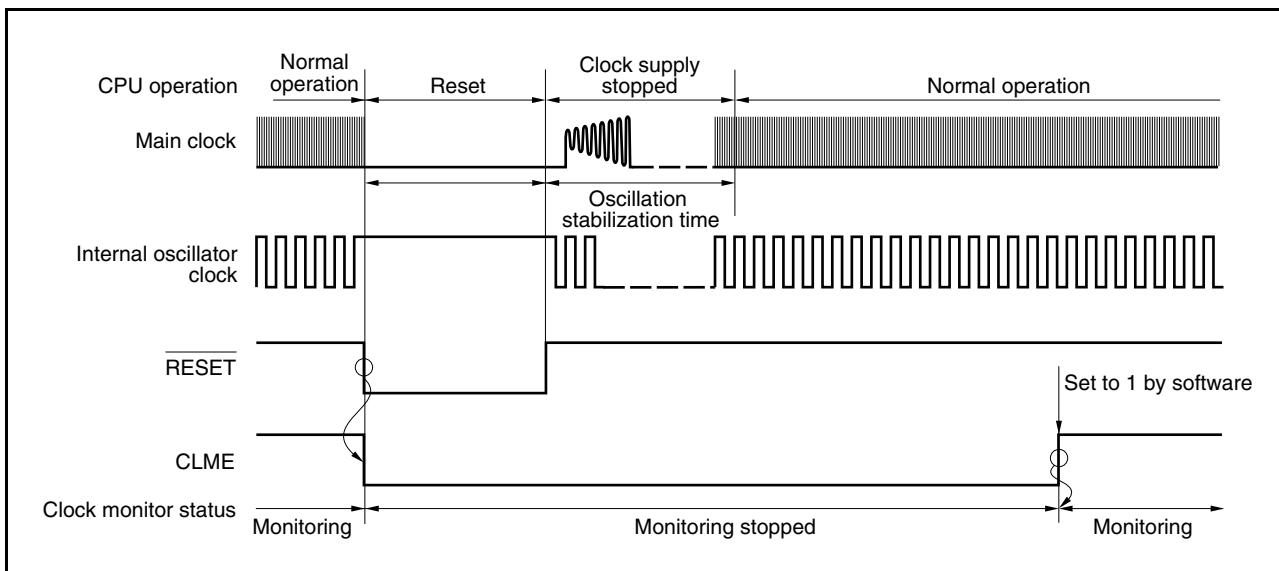 CPU operation
Normal
operation
Reset
Clock supply
stopped
Normal operation
Main clock
Oscillation
stabilization time
Internal oscillator
clock
RESET
Set to 1 by software
CLME
Clock monitor status
Monitoring
Monitoring stopped
Monitoring